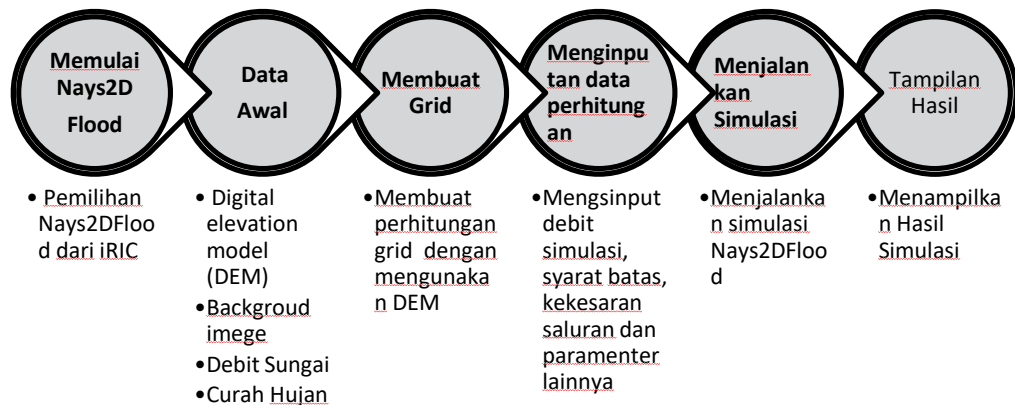 Memulai
Nays2D
Flood
Data
Awal
Membuat
Grid
Menginpu
tan data
perhitung
an
Menjalan
kan
Simulasi
Tampilan
Hasil
• Pemilihan
Nays2DFloo
d dari iRIC
• Digital
elevation
model
(DEM)
•Backgroud
imege
•Debit Sungai
•Curah Hujan
•Membuat
perhitungan
grid dengan
mengunaka
n DEM
•Mengsinput
debit
simulasi,
syarat batas,
kekesaran
saluran dan
paramenter
lainnya
•Menjalanka
n simulasi
Nays2DFloo
d
•Menampilka
n Hasil
Simulasi